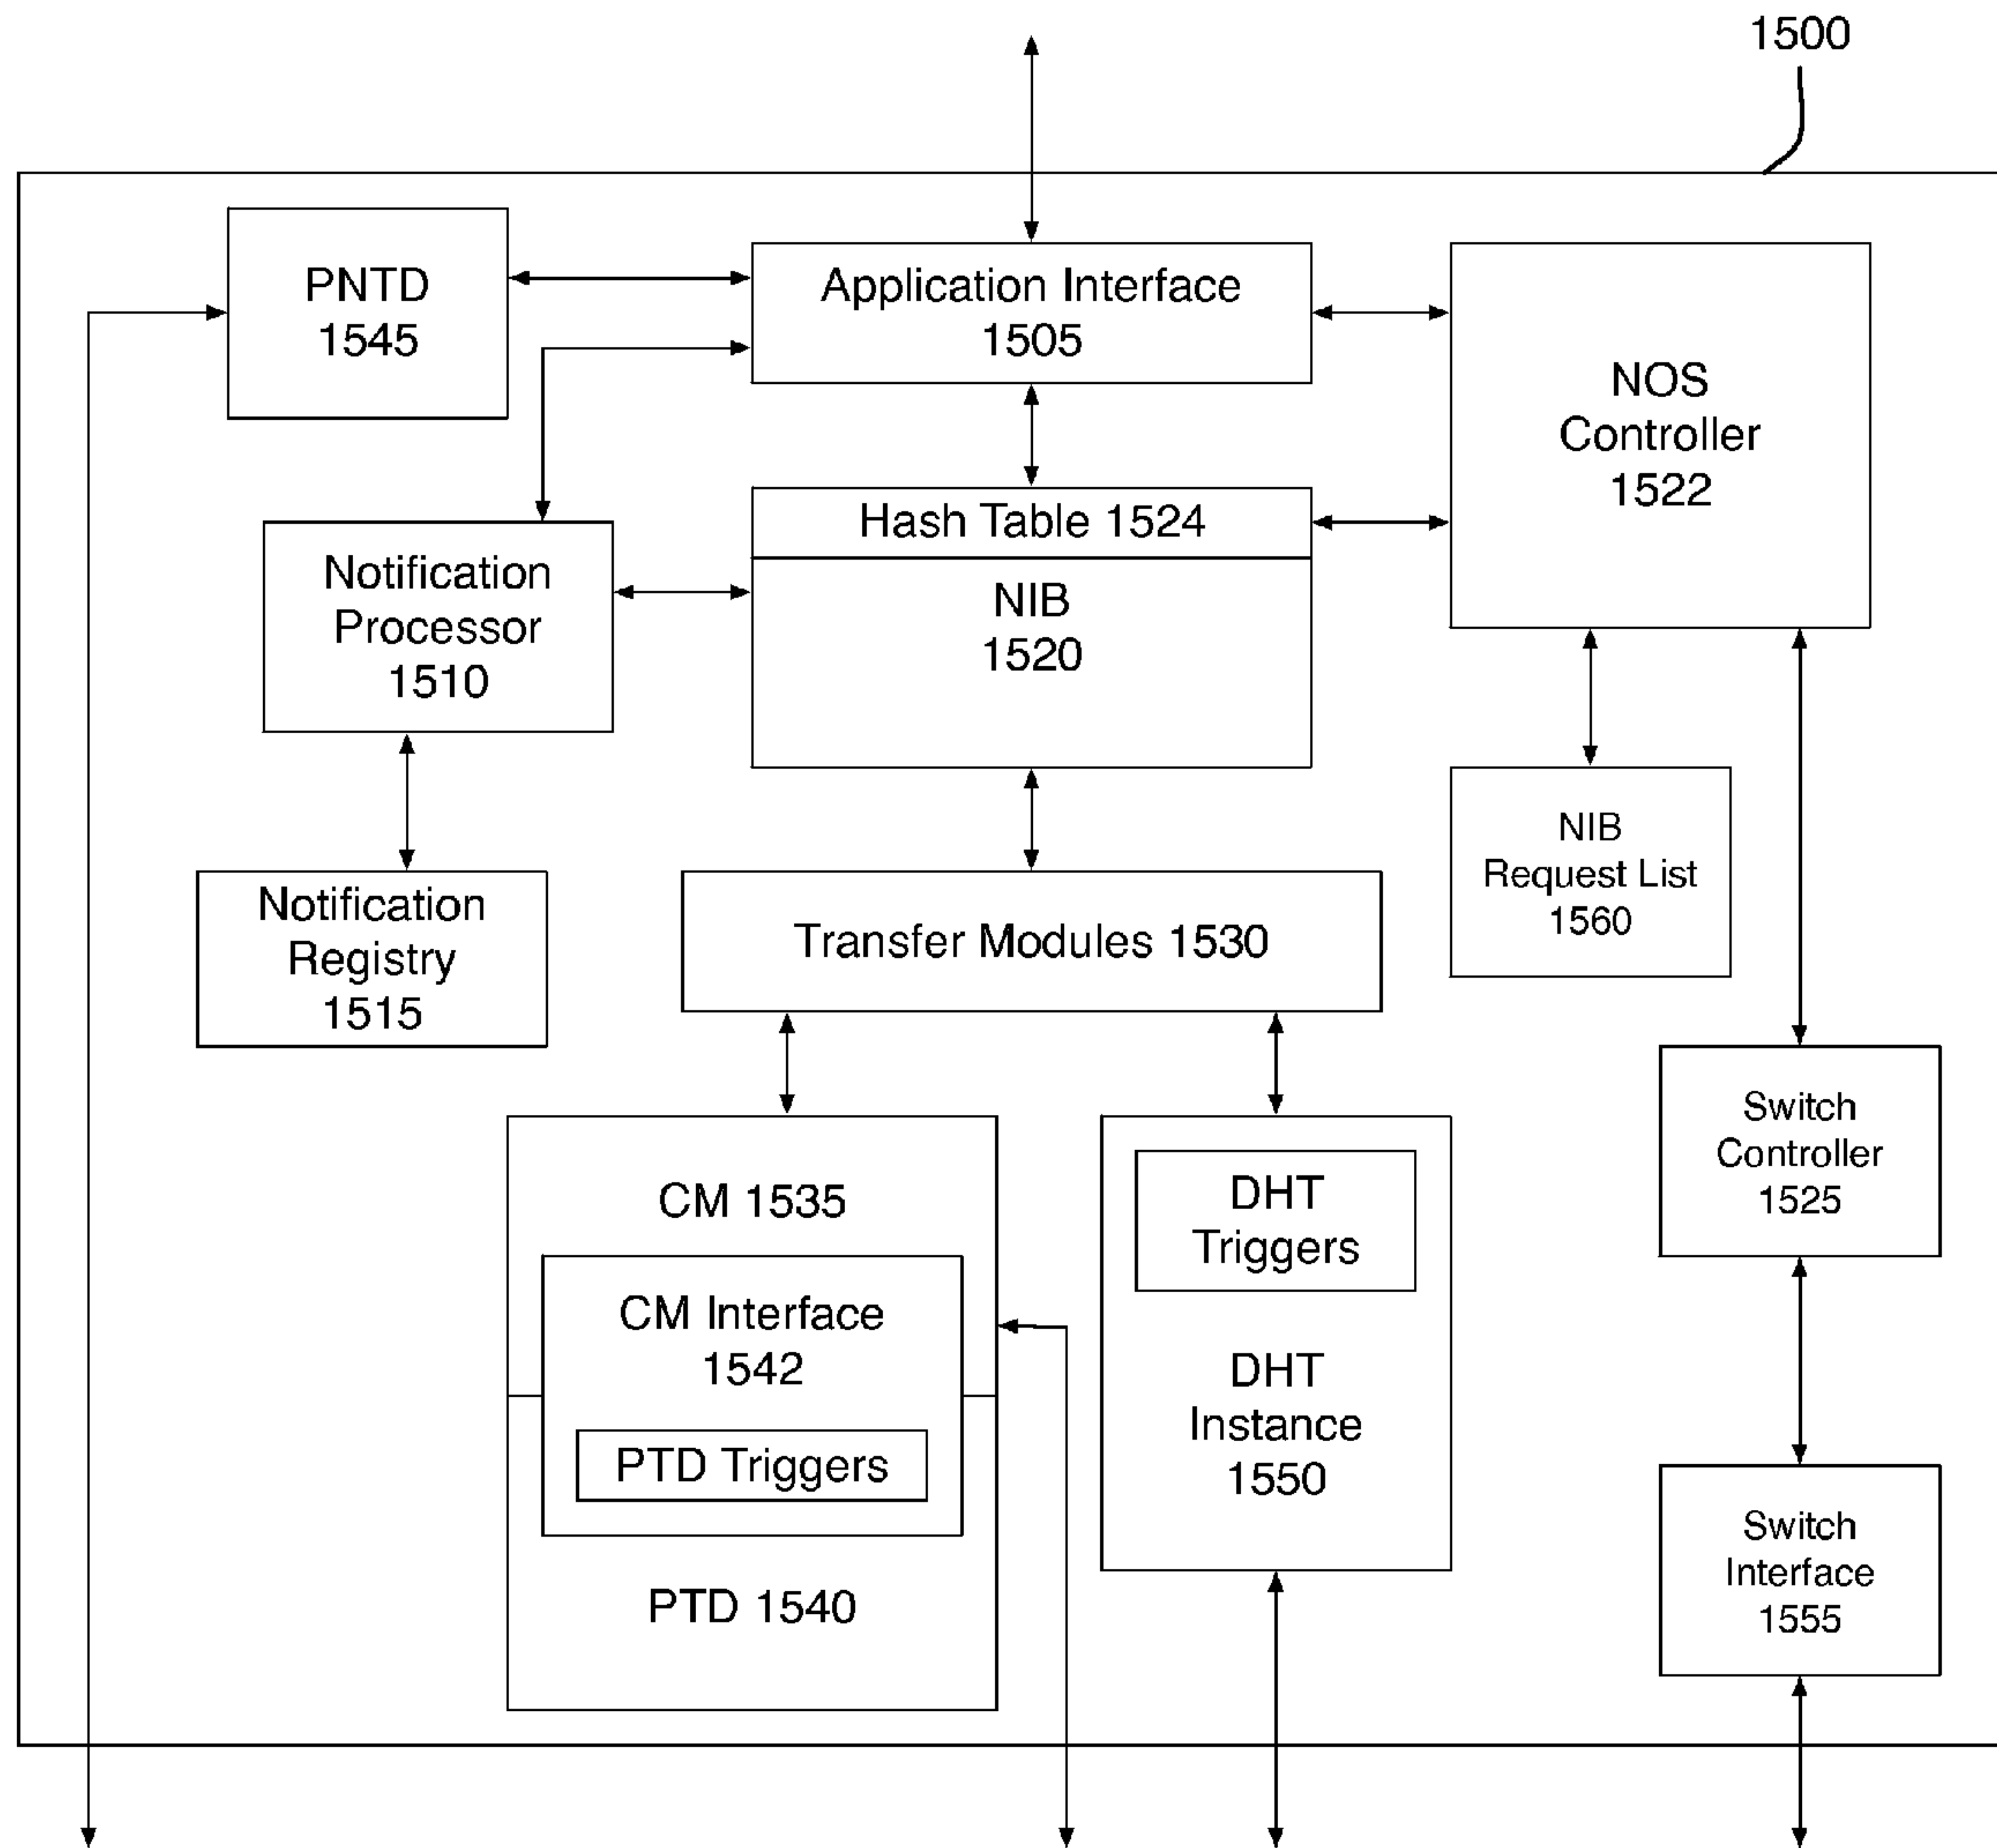 1500
PNTD
1545
Application Interface
1505
NOS
Controller
1522
Hash Table 1524
NIB
1520
Notification
Processor
1510
NIB
Request List
1560
Notification
Registry
1515
Transfer Modules 1530
Switch
Controller
1525
CM 1535
CM Interface
1542
PTD Triggers
PTD 1540
DHT
Triggers
DHT
Instance
1550
Switch
Interface
1555